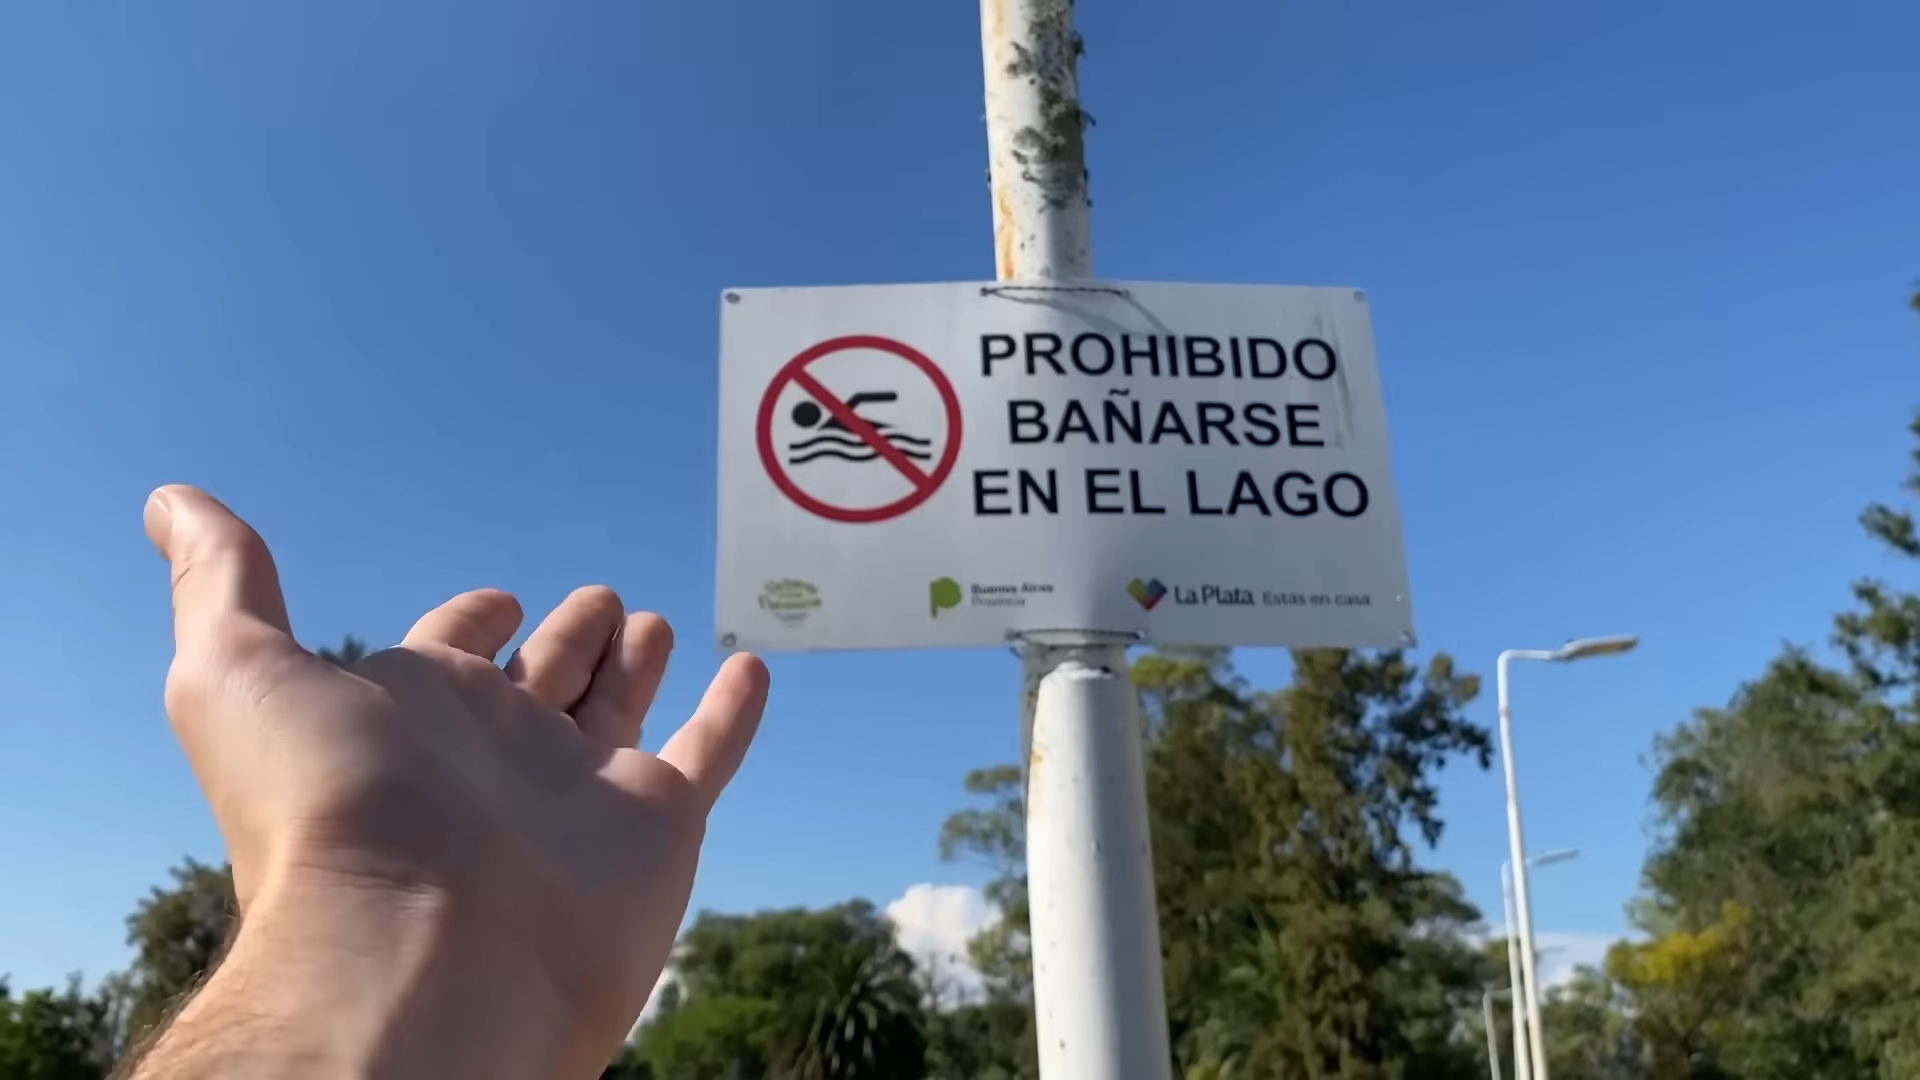 PROHIBIDO
BAÑARSE
EN EL LAGO
Buenos Aires
Provincia
La Plata Estás en casa